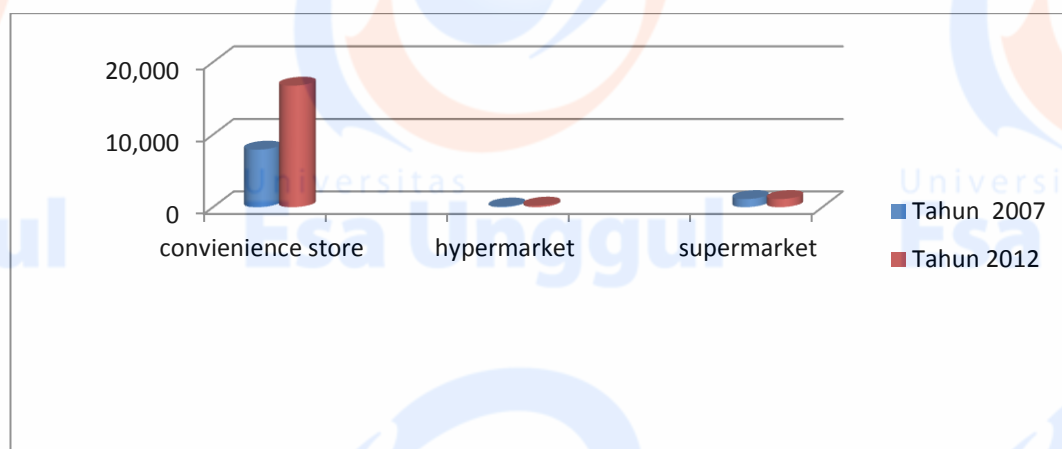 20,000
10,000
0
convienience store
hypermarket
supermarket
Tahun 2007
Tahun 2012
Universitas
Esa Unggul
ul
Universi
Esa